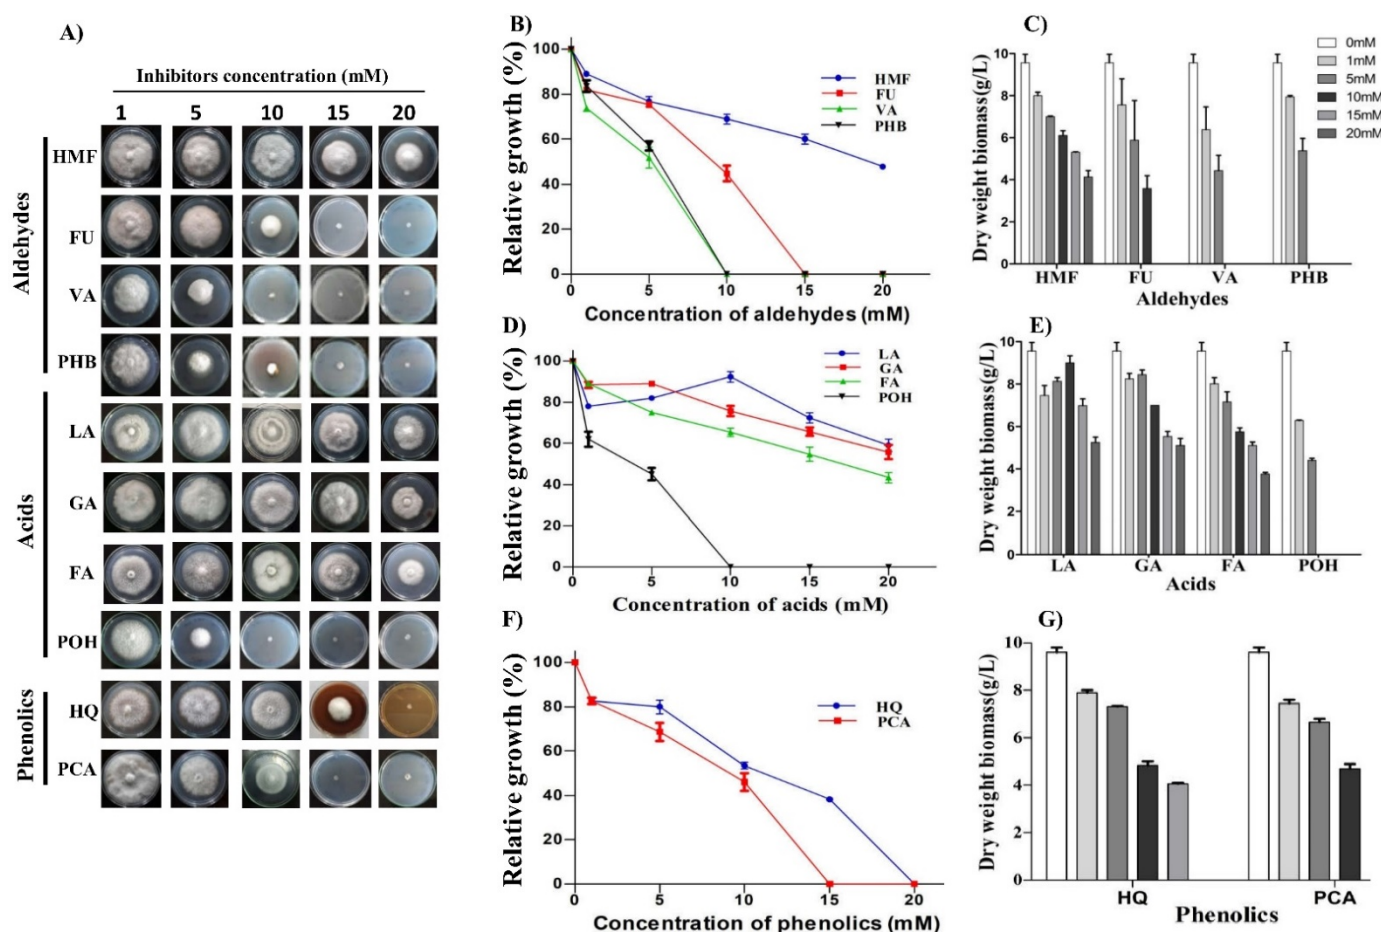 A)
Inhibitors concentration (mM)
1 5 10 15 20
Aldehydes
HMF
FU
VA
PHB
Acids
LA
GA
FA
POH
Phenolics
HQ
PCA
B)
Relative growth (%)
100
80
60
40
20
0
0 5 10 15 20
HMF
FU
VA
PHB
Concentration of aldehydes (mM)
C)
Dry weight biomass(g/L)
10
8
6
4
2
0
0mM
1mM
5mM
10mM
15mM
20mM
HMF FU VA PHB
Aldehydes
D)
Relative growth (%)
100
80
60
40
20
0
0 5 10 15 20
LA
GA
FA
POH
Concentration of acids (mM)
E)
Dry weight biomass(g/L)
10
8
6
4
2
0
LA GA FA POH
Acids
F)
Relative growth (%)
100
80
60
40
20
0
0 5 10 15 20
HQ
PCA
Concentration of phenolics (mM)
G)
Dry weight biomass(g/L)
10
8
6
4
2
0
HQ PCA
Phenolics